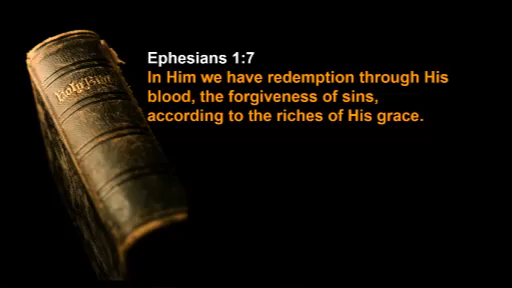 Holy Bible
Ephesians 1:7
In Him we have redemption through His
blood, the forgiveness of sins,
according to the riches of His grace.